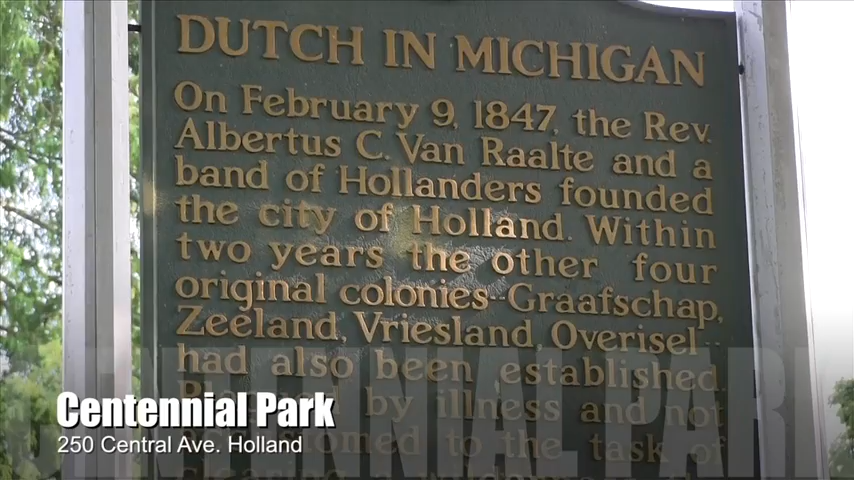 DUTCH IN MICHIGAN
On February 9, 1847, the Rev.
Albertus C. Van Raalte and a
band of Hollanders founded
the city of Holland. Within
two years the other four
original colonies--Graafschap,
Zeeland, Vriesland, Overisel--
had also been established.
by illness and not
to the task of
CENTENNIAL PARK
Centennial Park
250 Central Ave. Holland